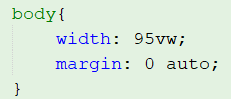 body{
    width: 95vw;
    margin: 0 auto;
}